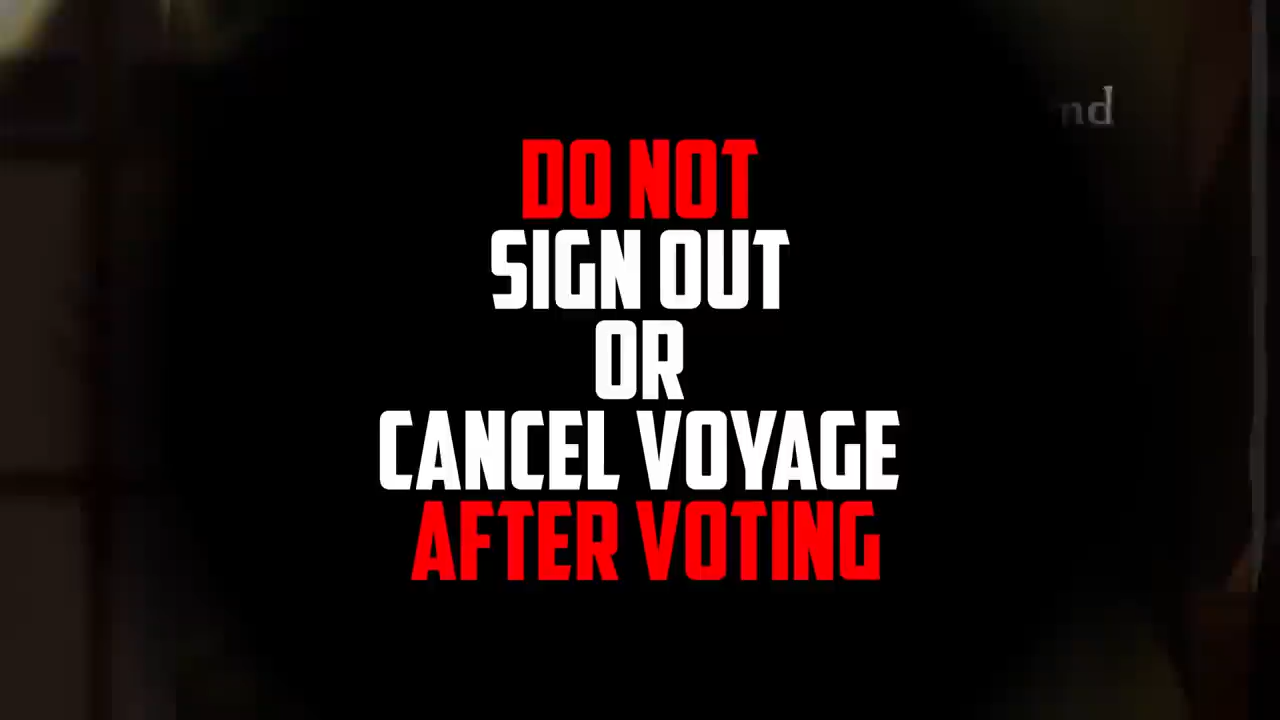 DO NOT
SIGN OUT
OR
CANCEL VOYAGE
AFTER VOTING